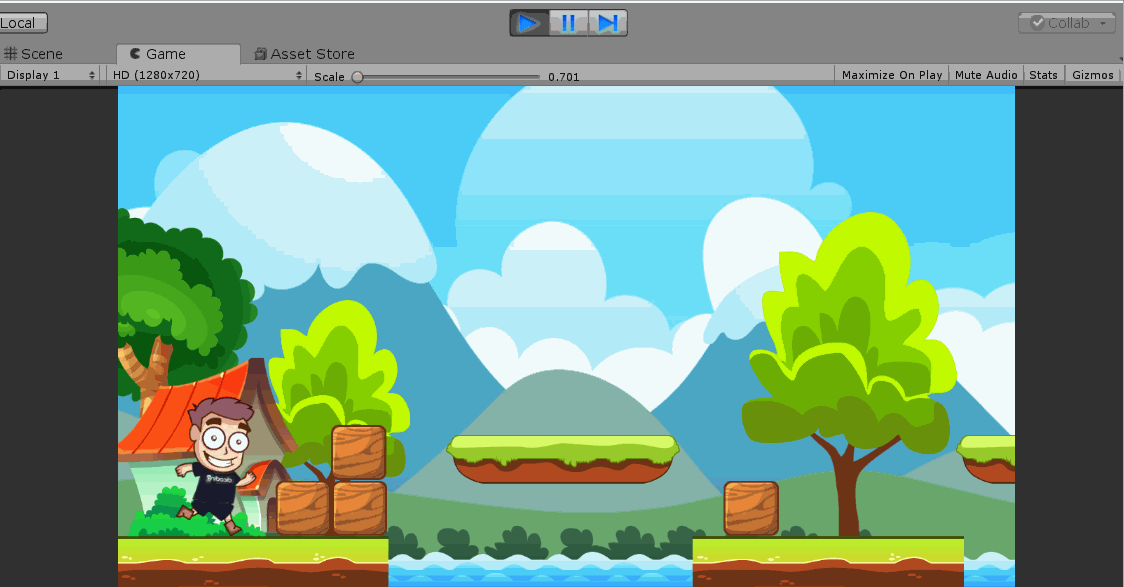 Local
Collab
Scene
Game
Asset Store
Display 1
HD (1280x720)
Scale
0.701
Maximize On Play
Mute Audio
Stats
Gizmos